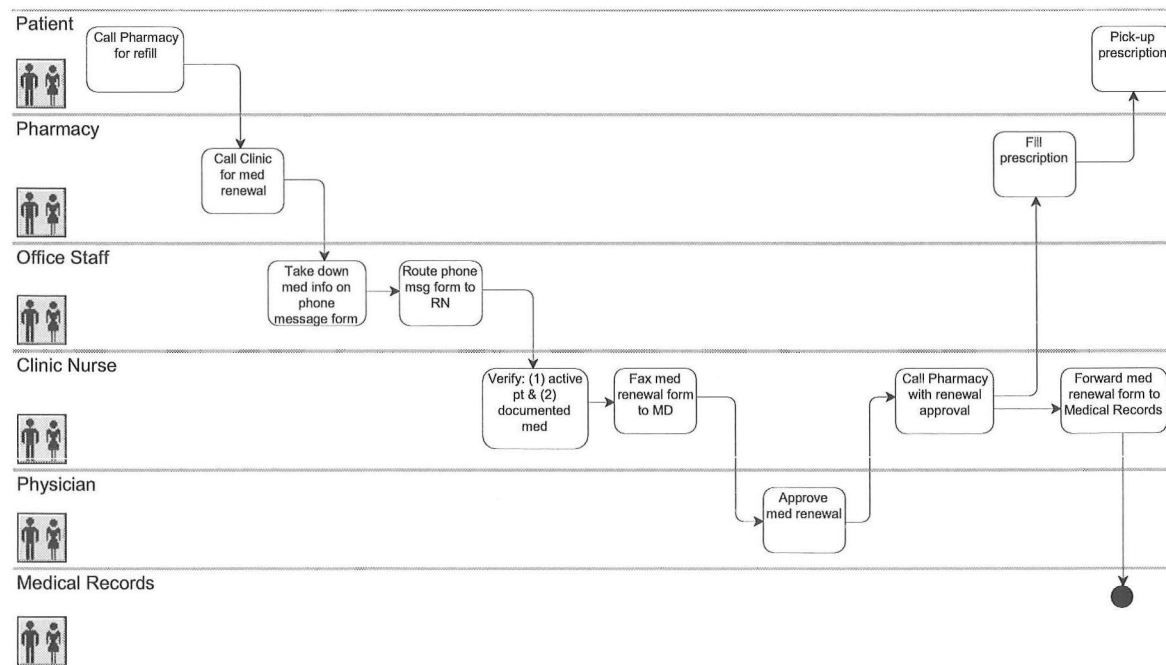 Patient
Call Pharmacy
for refill
Pick-up
prescription
Pharmacy
Call Clinic
for med
renewal
Fill
prescription
Office Staff
Take down
med info on
phone
message form
Route phone
msg form to
RN
Clinic Nurse
Verify: (1) active
pt & (2)
documented
med
Fax med
renewal form
to MD
Call Pharmacy
with renewal
approval
Forward med
renewal form to
Medical Records
Physician
Approve
med renewal
Medical Records